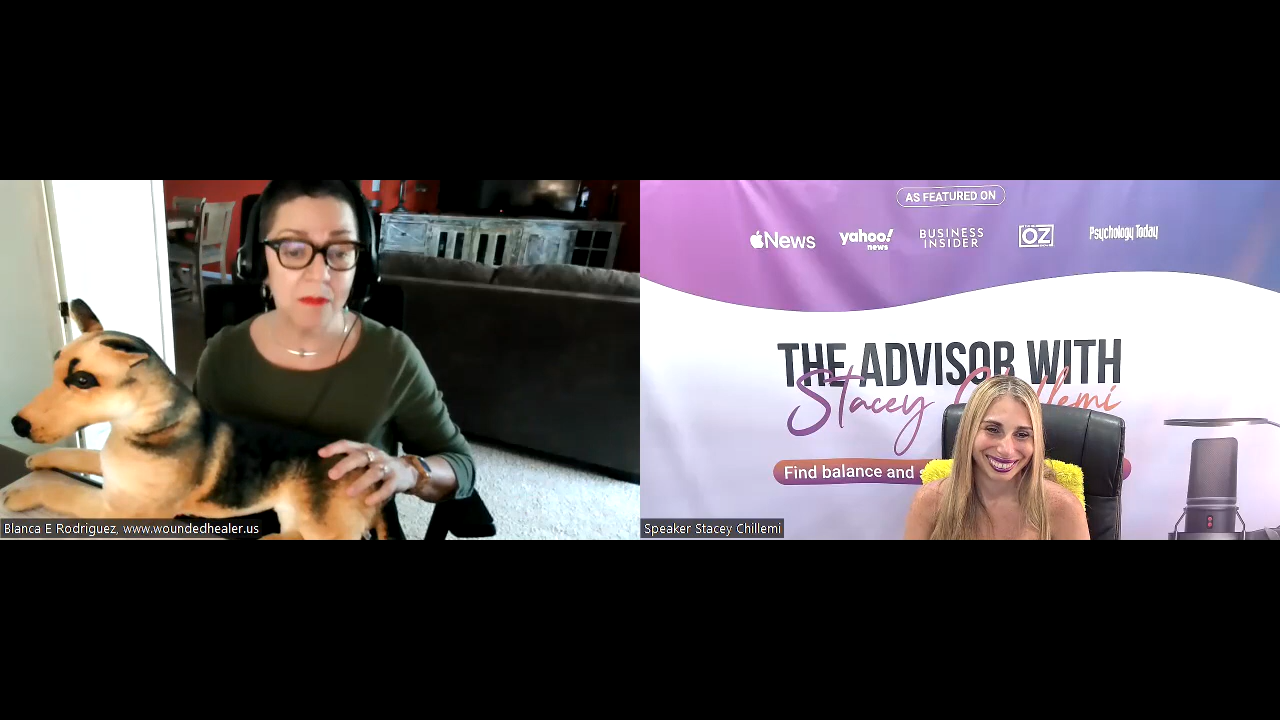 AS FEATURED ON
News
yahoo!
news
BUSINESS
INSIDER
OZ
Psychology Today
THE ADVISOR WITH
Stacey Chillemi
Find balance and
Blanca E Rodriguez, www.woundedhealer.us
Speaker Stacey Chillemi